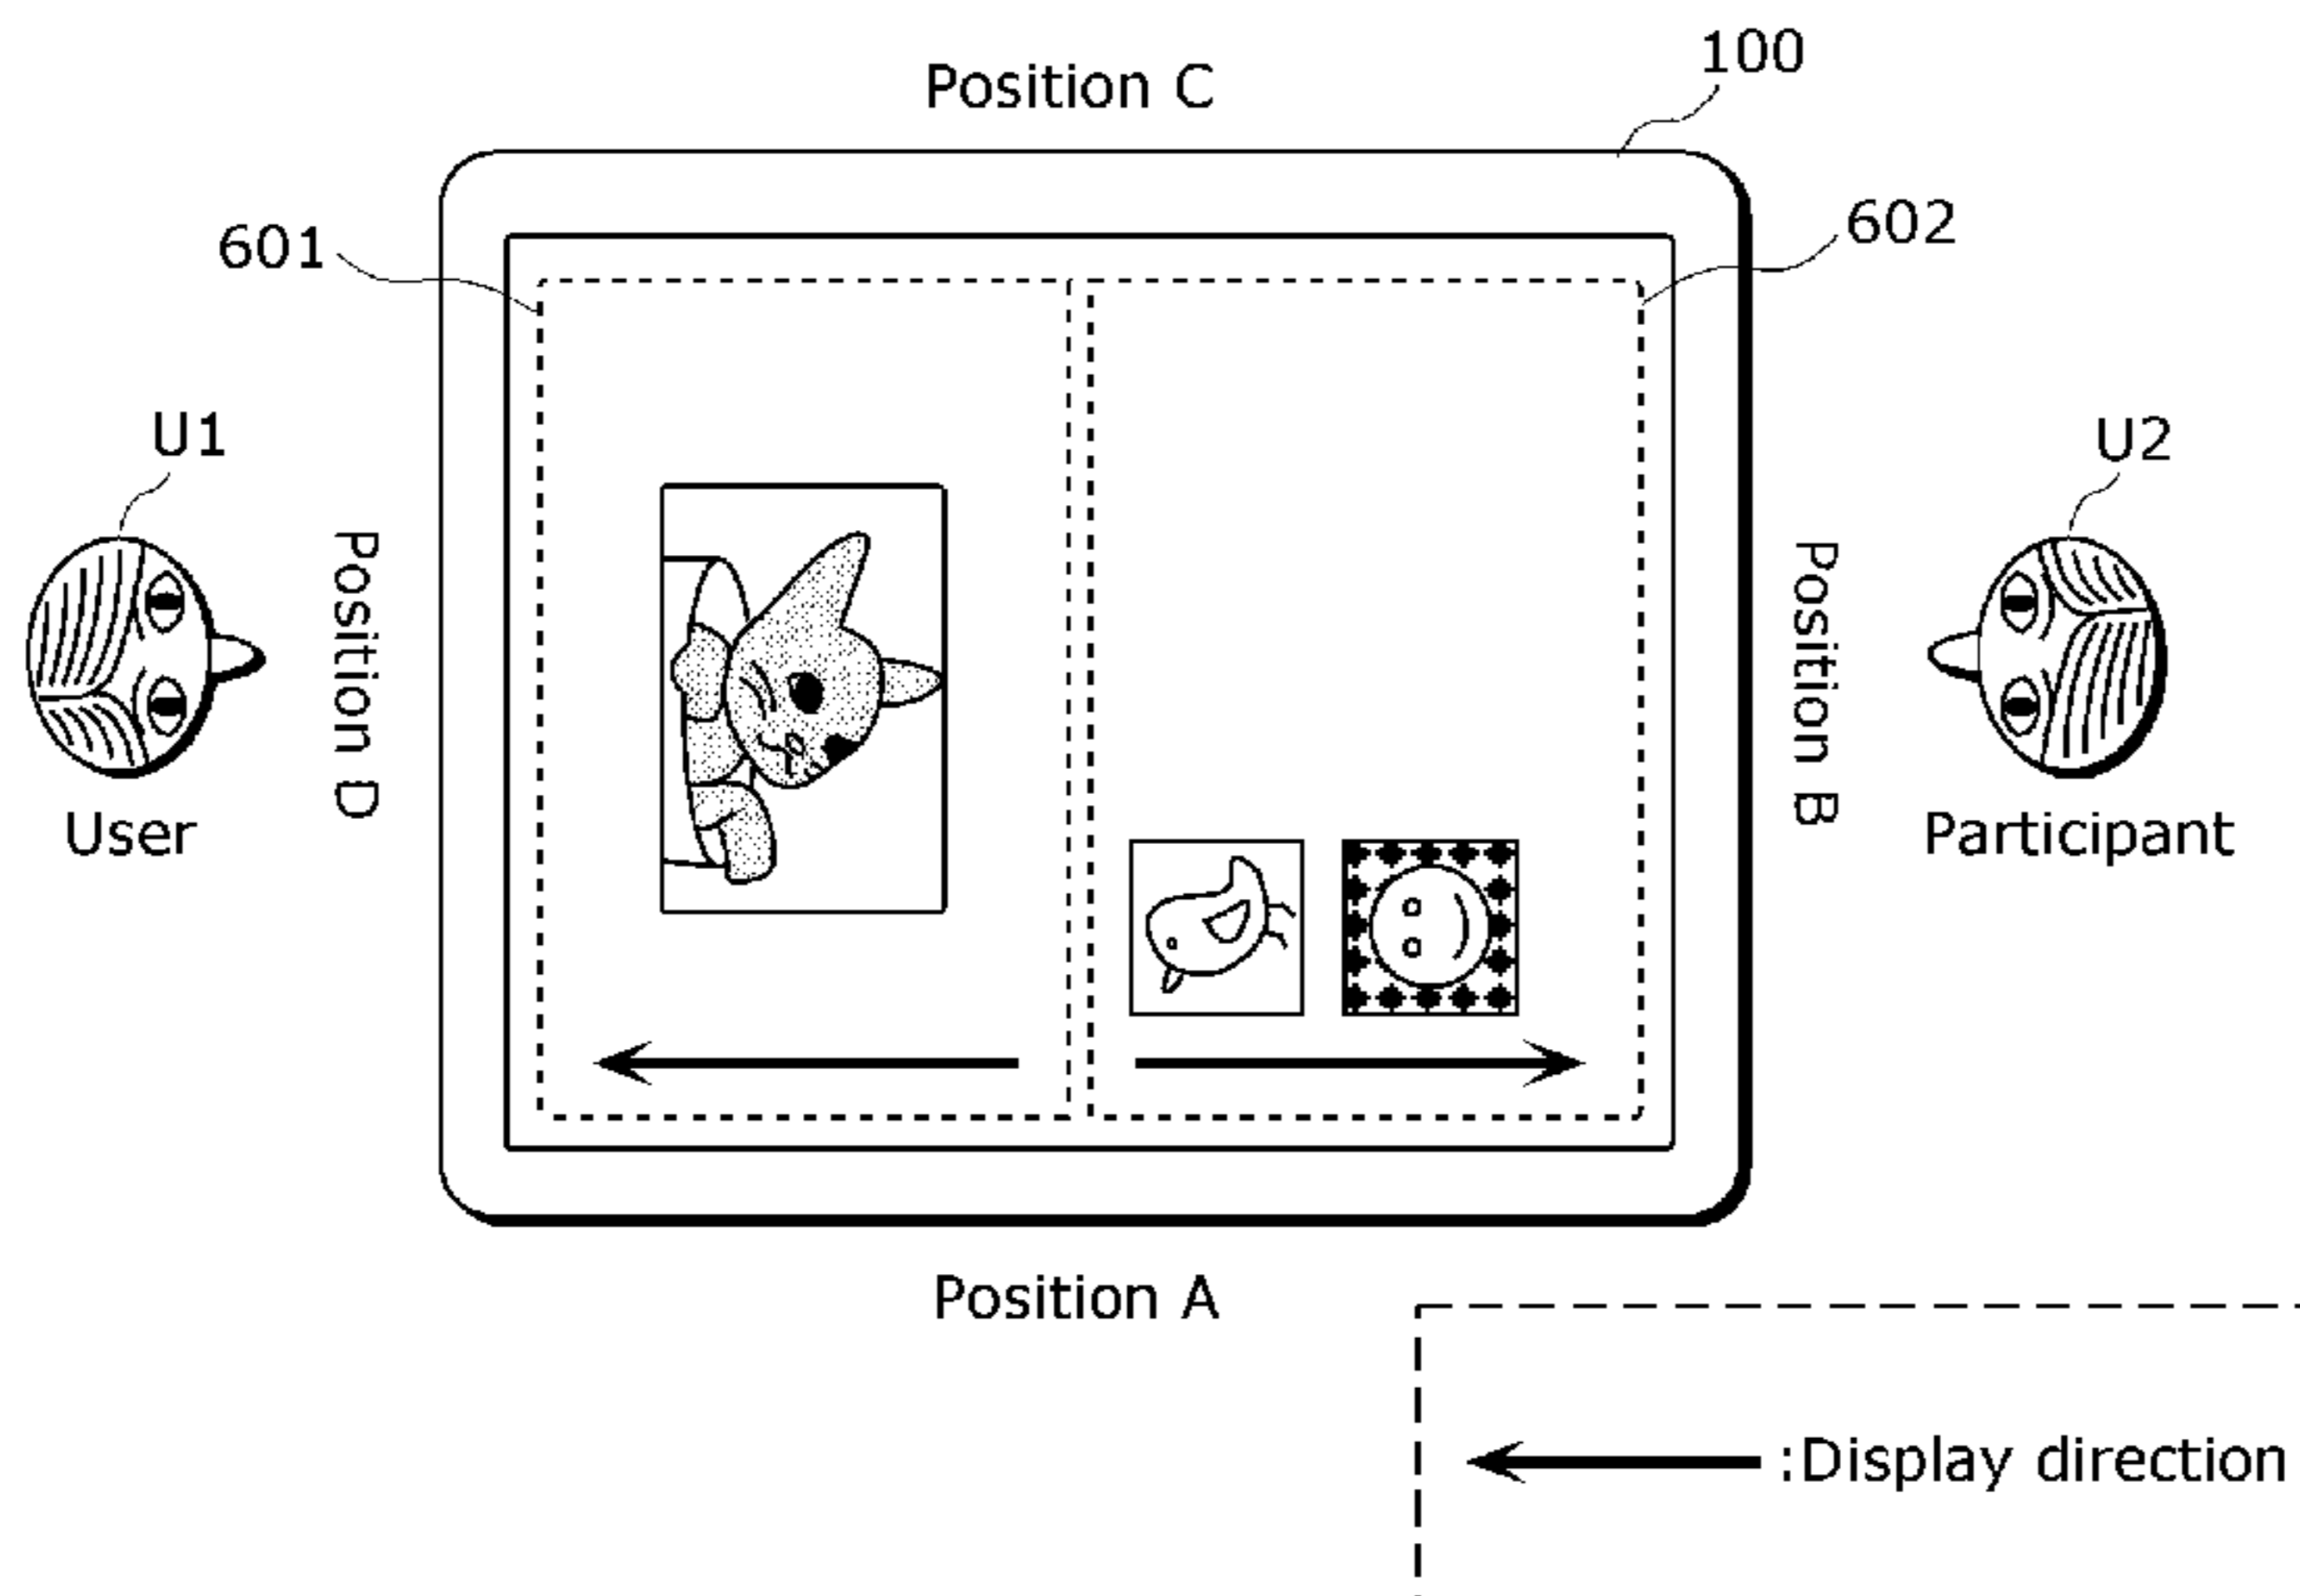 100
Position C
601
602
U1
U2
Position D
Position B
User
Participant
Position A
:Display direction